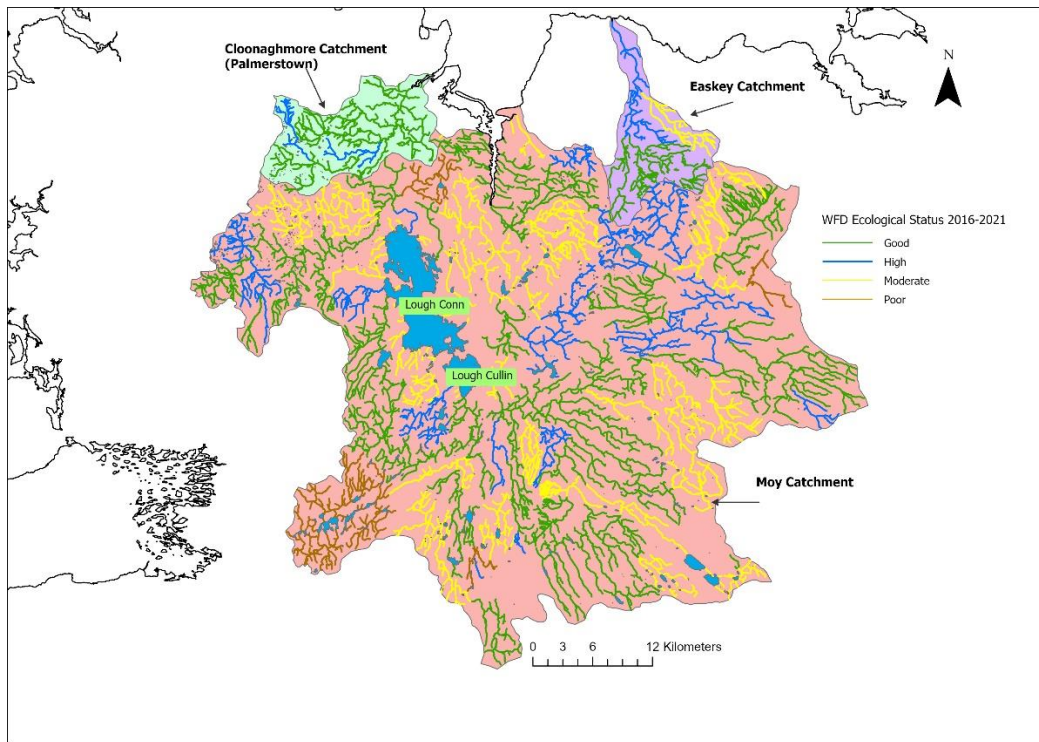 Cloonaghmore Catchment
(Palmerstown)
N
Easkey Catchment
WFD Ecological Status 2016-2021
Good
High
Moderate
Poor
Lough Conn
Lough Cullin
Moy Catchment
0 3 6 12 Kilometers